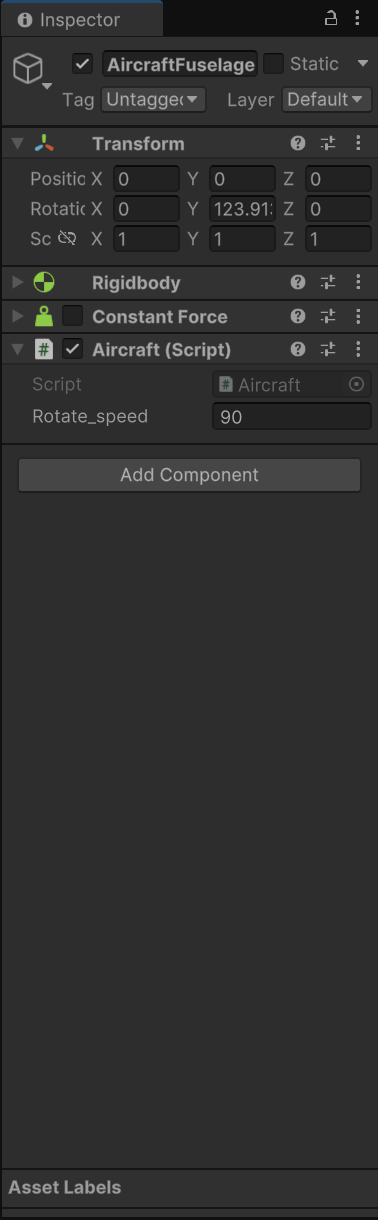 Inspector
AircraftFuselage Static
Tag Untagged Layer Default
Transform
Positio X 0 Y 0 Z 0
Rotatic X 0 Y 123.91 Z 0
Sc X 1 Y 1 Z 1
Rigidbody
Constant Force
Aircraft (Script)
Script # Aircraft
Rotate_speed 90
Add Component
Asset Labels